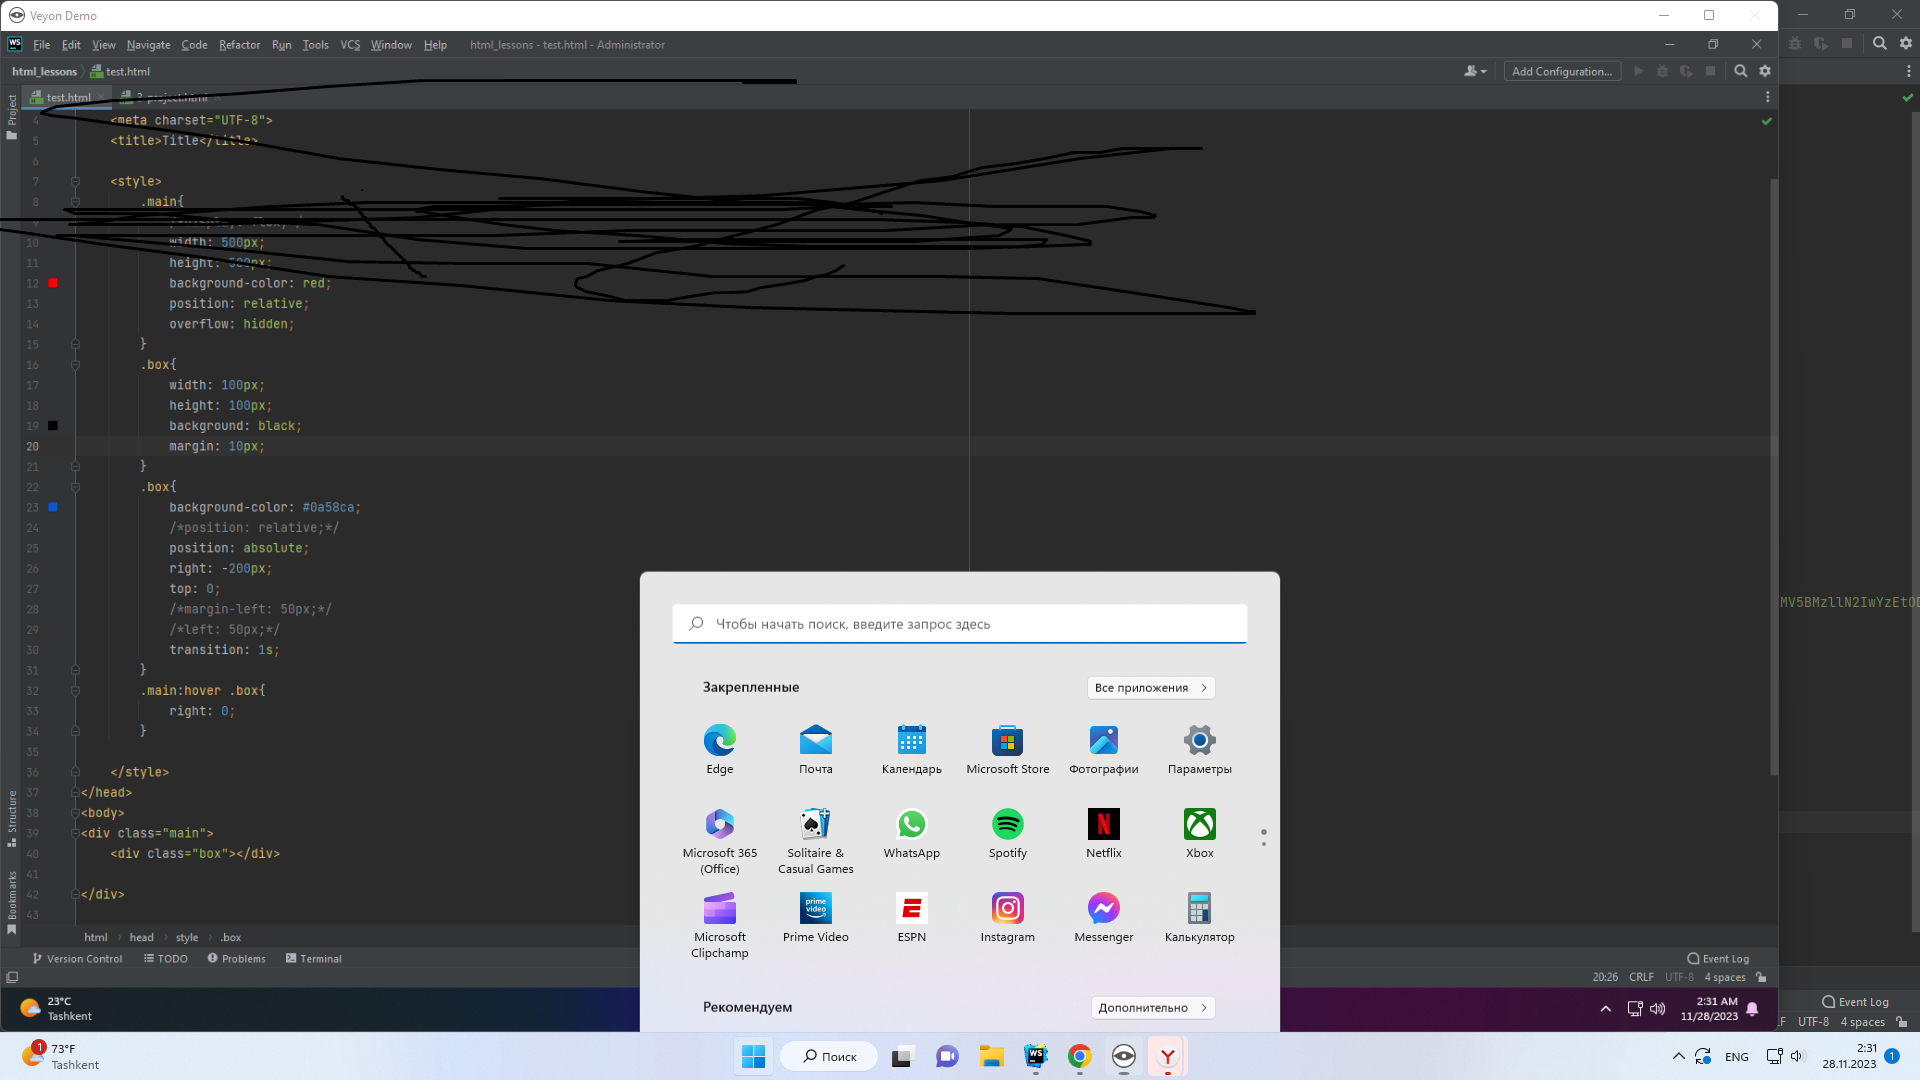 Veyon Demo
File Edit View Navigate Code Refactor Run Tools VCS Window Help html_lessons - test.html - Administrator
html_lessons test.html
Add Configuration...
test.html
3_project.html
Project
4 <meta charset="UTF-8">
5 <title>Title</title>
6
7 <style>
8 .main{
9
10 width: 500px;
11 height: 500px;
12 background-color: red;
13 position: relative;
14 overflow: hidden;
15 }
16 .box{
17 width: 100px;
18 height: 100px;
19 background: black;
20 margin: 10px;
21 }
22 .box{
23 background-color: #0a58ca;
24 /*position: relative;*/
25 position: absolute;
26 right: -200px;
27 top: 0;
28 /*margin-left: 50px;*/
29 /*left: 50px;*/
30 transition: 1s;
31 }
32 .main:hover .box{
33 right: 0;
34 }
35
36 </style>
37 </head>
38 <body>
39 <div class="main">
40 <div class="box"></div>
41
42 </div>
43
Structure
Bookmarks
html head style .box
Version Control TODO Problems Terminal
Event Log
20:26 CRLF UTF-8 4 spaces
23°C
Tashkent
2:31 AM
11/28/2023
MV5BMzllN2IwYzEtOD
Event Log
LF UTF-8 4 spaces
Чтобы начать поиск, введите запрос здесь
Закрепленные
Все приложения
Edge
Почта
Календарь
Microsoft Store
Фотографии
Параметры
Microsoft 365
(Office)
Solitaire &
Casual Games
WhatsApp
Spotify
Netflix
Xbox
prime
video
Microsoft
Clipchamp
Prime Video
ESPN
Instagram
Messenger
Калькулятор
Рекомендуем
Дополнительно
1
73°F
Tashkent
Поиск
WS
ENG
2:31
28.11.2023
1